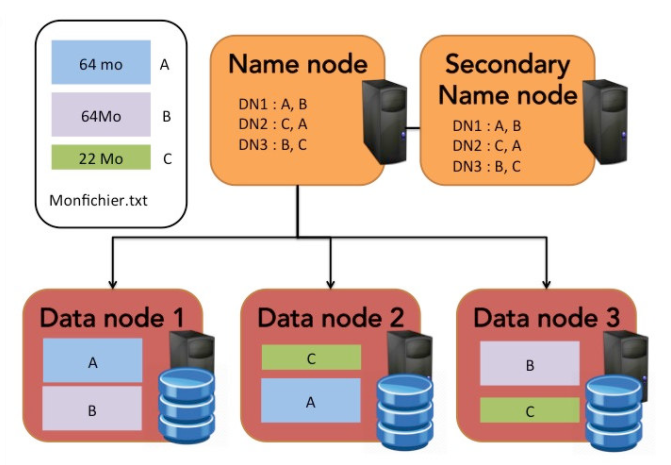 64 mo A
64Mo B
22 Mo C
Monfichier.txt
Name node
DN1 : A, B
DN2 : C, A
DN3 : B, C
Secondary
Name node
DN1 : A, B
DN2 : C, A
DN3 : B, C
Data node 1
A
B
Data node 2
C
A
Data node 3
B
C